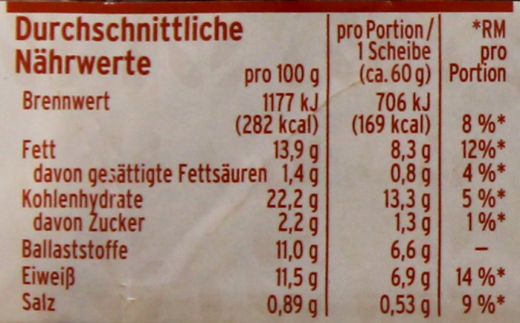 Durchschnittliche Nährwerte pro 100 g pro Portion / 1 Scheibe (ca. 60 g) *RM pro Portion
Brennwert 1177 kJ 706 kJ
(282 kcal) (169 kcal) 8 %*
Fett 13,9 g 8,3 g 12%*
davon gesättigte Fettsäuren 1,4 g 0,8 g 4 %*
Kohlenhydrate 22,2 g 13,3 g 5 %*
davon Zucker 2,2 g 1,3 g 1 %*
Ballaststoffe 11,0 g 6,6 g –
Eiweiß 11,5 g 6,9 g 14 %*
Salz 0,89 g 0,53 g 9 %*